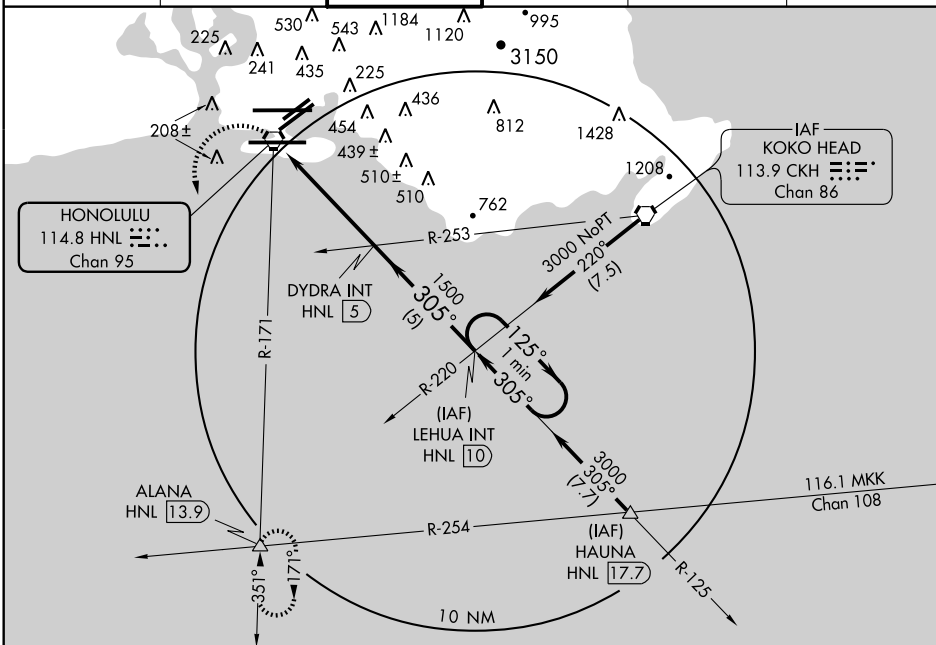 530
543
1184
1120
995
225
241
435
225
3150
208±
454
436
439±
812
1428
510±
510
1208
762
IAF
KOKO HEAD
113.9 CKH
Chan 86
HONOLULU
114.8 HNL
Chan 95
R-253
3000 NoPT
220°
(7.5)
DYDRA INT
HNL 5
1500
305°
(5)
R-171
125°
1 min
305°
R-220
(IAF)
LEHUA INT
HNL 10
3000
305°
(7.7)
116.1 MKK
Chan 108
ALANA
HNL 13.9
R-254
(IAF)
HAUNA
HNL 17.7
R-125
351°
171°
10 NM